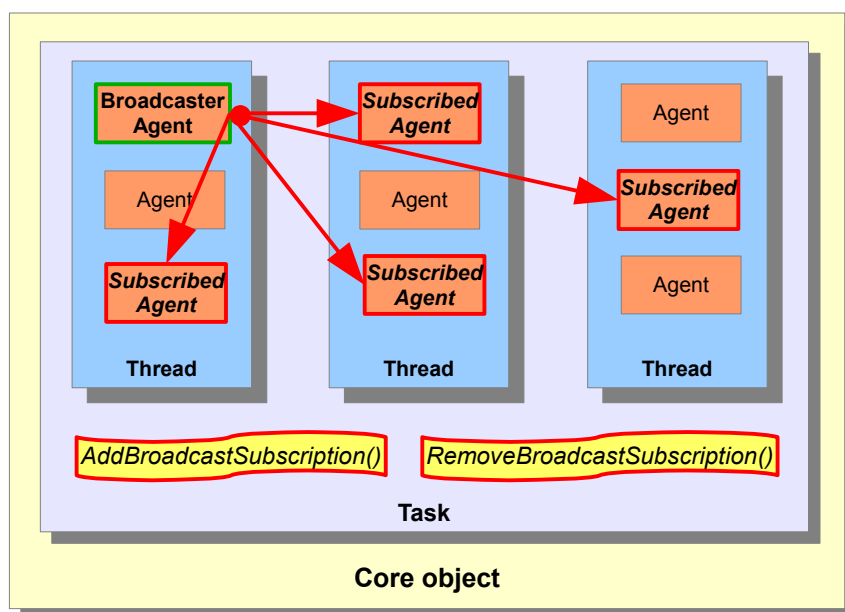 Broadcaster
Agent
Agent
Subscribed
Agent
Thread
Subscribed
Agent
Agent
Subscribed
Agent
Thread
Agent
Subscribed
Agent
Agent
Thread
AddBroadcastSubscription()
RemoveBroadcastSubscription()
Task
Core object